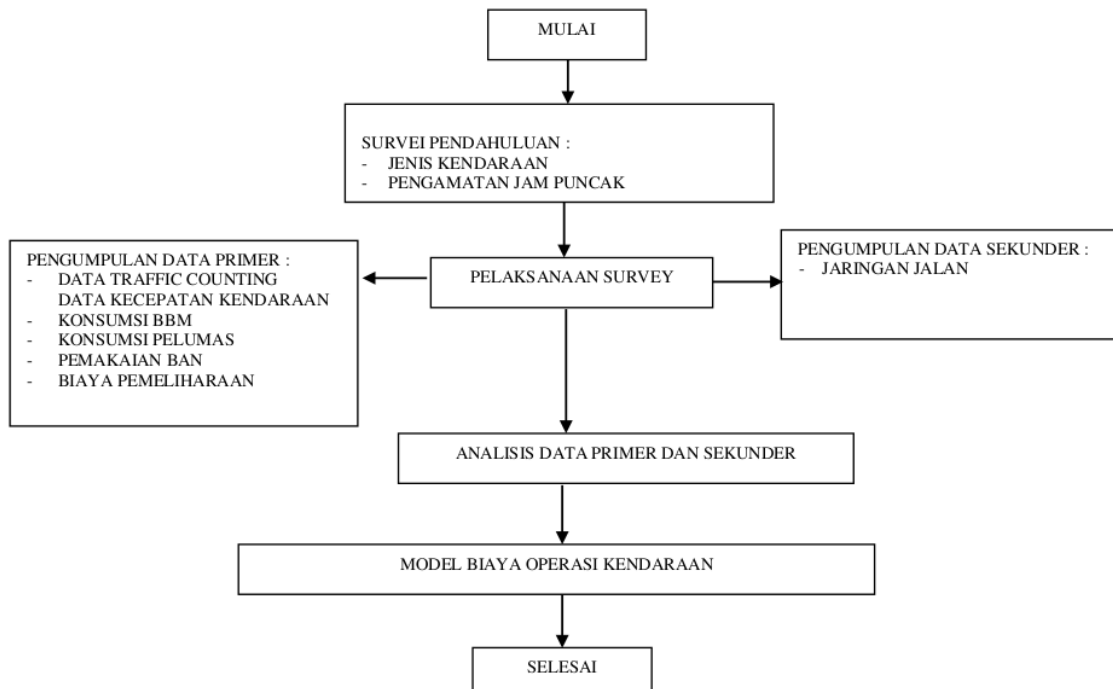 MULAI
SURVEI PENDAHULUAN :
- JENIS KENDARAAN
- PENGAMATAN JAM PUNCAK
PENGUMPULAN DATA PRIMER :
- DATA TRAFFIC COUNTING
DATA KECEPATAN KENDARAAN
- KONSUMSI BBM
- KONSUMSI PELUMAS
- PEMAKAIAN BAN
- BIAYA PEMELIHARAAN
PELAKSANAAN SURVEY
PENGUMPULAN DATA SEKUNDER :
- JARINGAN JALAN
ANALISIS DATA PRIMER DAN SEKUNDER
MODEL BIAYA OPERASI KENDARAAN
SELESAI